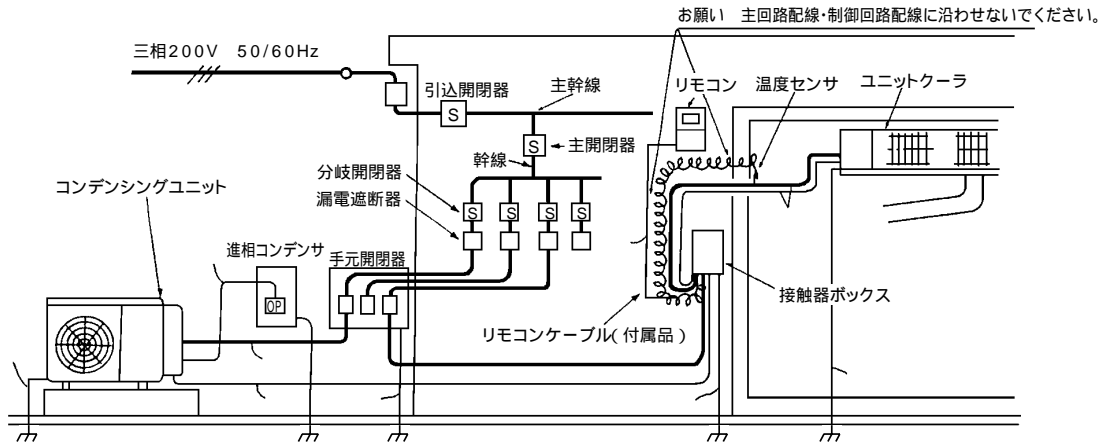 お願い　主回路配線・制御回路配線に沿わせないでください。
三相200V　50/60Hz
引込開閉器
主幹線
リモコン
温度センサ
ユニットクーラ
S
S
主開閉器
幹線
分岐開閉器
S
S
S
S
漏電遮断器
コンデンシングユニット
進相コンデンサ
手元開閉器
OP
接触器ボックス
リモコンケーブル(付属品)